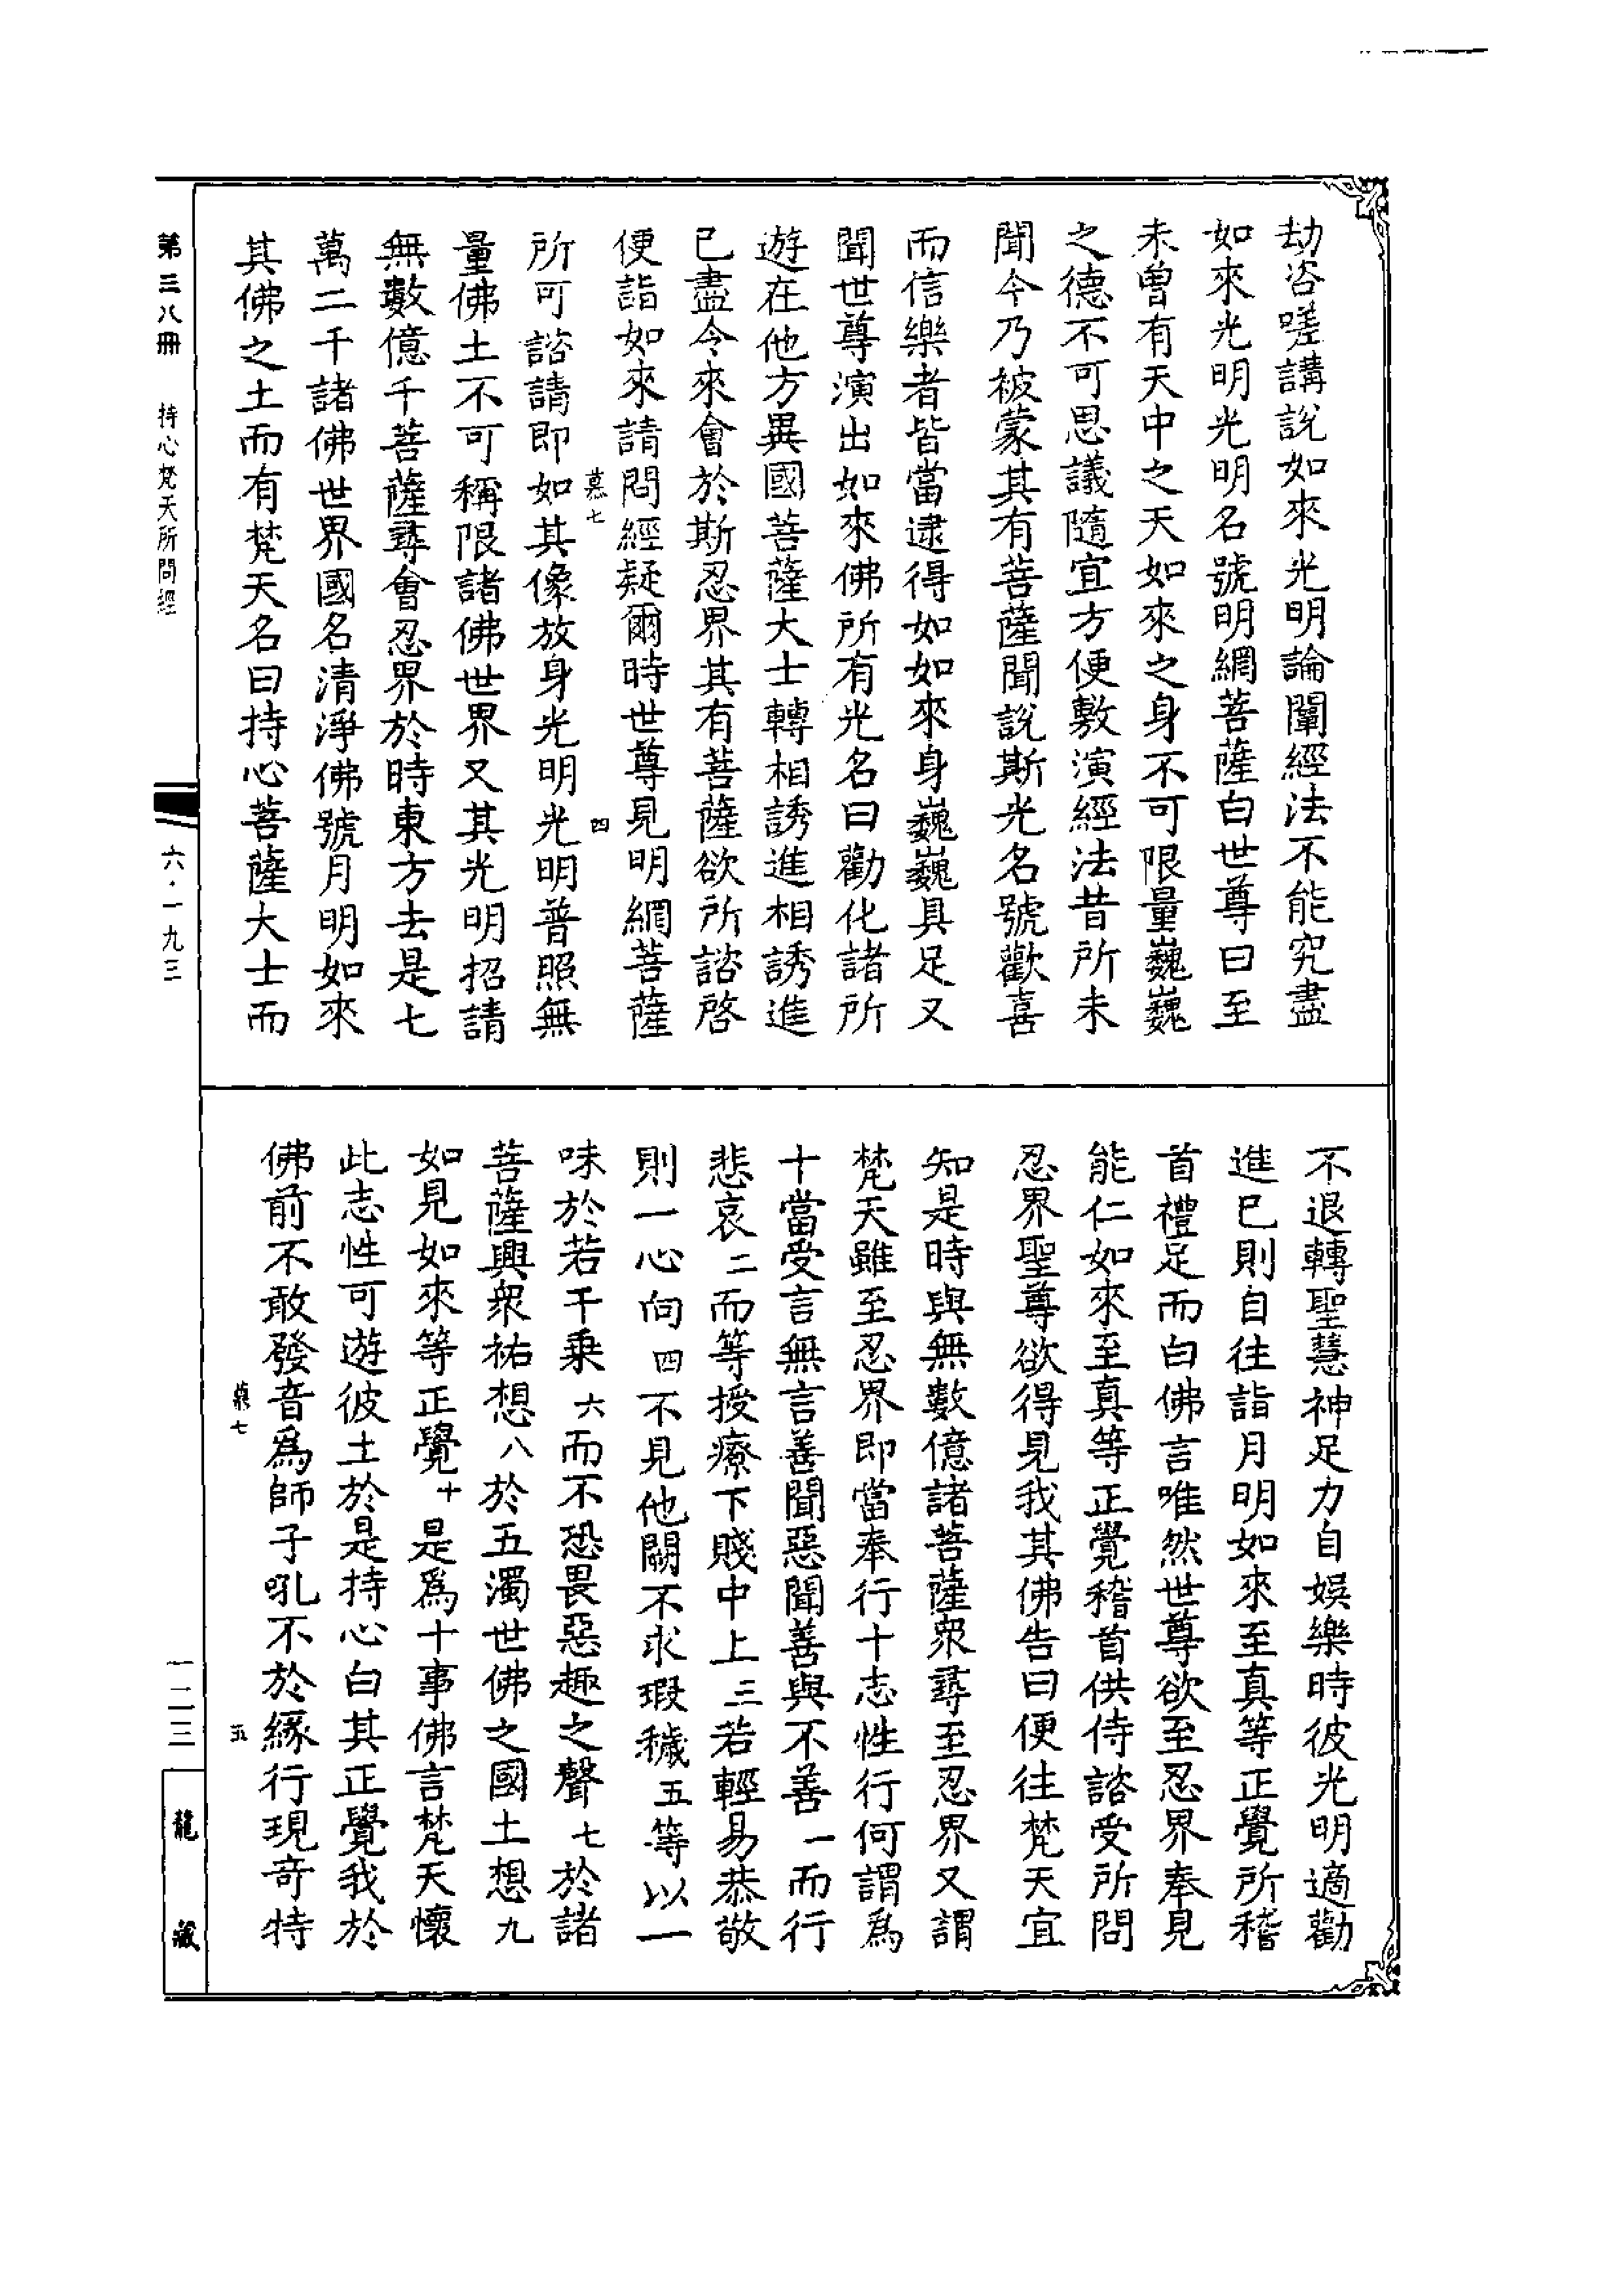 劫咨嗟講說如來光明論闡經法不能究盡
如來光明光明名號明網菩薩白世尊曰至
未曾有天中之天如來之身不可限量巍巍
之德不可思議隨宜方便敷演經法昔所未
聞今乃被蒙其有菩薩聞說斯光名號歡喜
而信樂者皆當逮得如如來身巍巍具足又
聞世尊演出如來佛所有光名曰勸化諸所
遊在他方異國菩薩大士轉相誘進相誘進
已盡今來會於斯忍界其有菩薩欲所諮啓
便詣如來請問經疑爾時世尊見明網菩薩
慕七
四
所可諮請即如其像放身光明光明普照無
量佛土不可稱限諸佛世界又其光明招請
無數億千菩薩尋會忍界於時東方去是七
萬二千諸佛世界國名清淨佛號月明如來
其佛之土而有梵天名曰持心菩薩大士而
不退轉聖慧神足力自娛樂時彼光明適勸
進已則自往詣月明如來至真等正覺所稽
首禮足而白佛言唯然世尊欲至忍界奉見
能仁如來至真等正覺稽首供侍諮受所問
忍界聖尊欲得見我其佛告曰便往梵天宜
知是時與無數億諸菩薩衆尋至忍界又謂
梵天雖至忍界即當奉行十志性行何謂爲
十當受言無言善聞惡聞善與不善一而行
悲哀二而等授療下賤中上三若輕易恭敬
則一心向四不見他闕不求瑕穢五等以一
味於若干乘六而不恐畏惡趣之聲七於諸
菩薩興衆祐想八於五濁世佛之國土想九
如見如來等正覺十是爲十事佛言梵天懷
此志性可遊彼土於是持心白其正覺我於
佛前不敢發音爲師子吼不於緣行現奇特
慕七
五
第三八冊 持心梵天所問經
六·一九三
一二三
龍藏